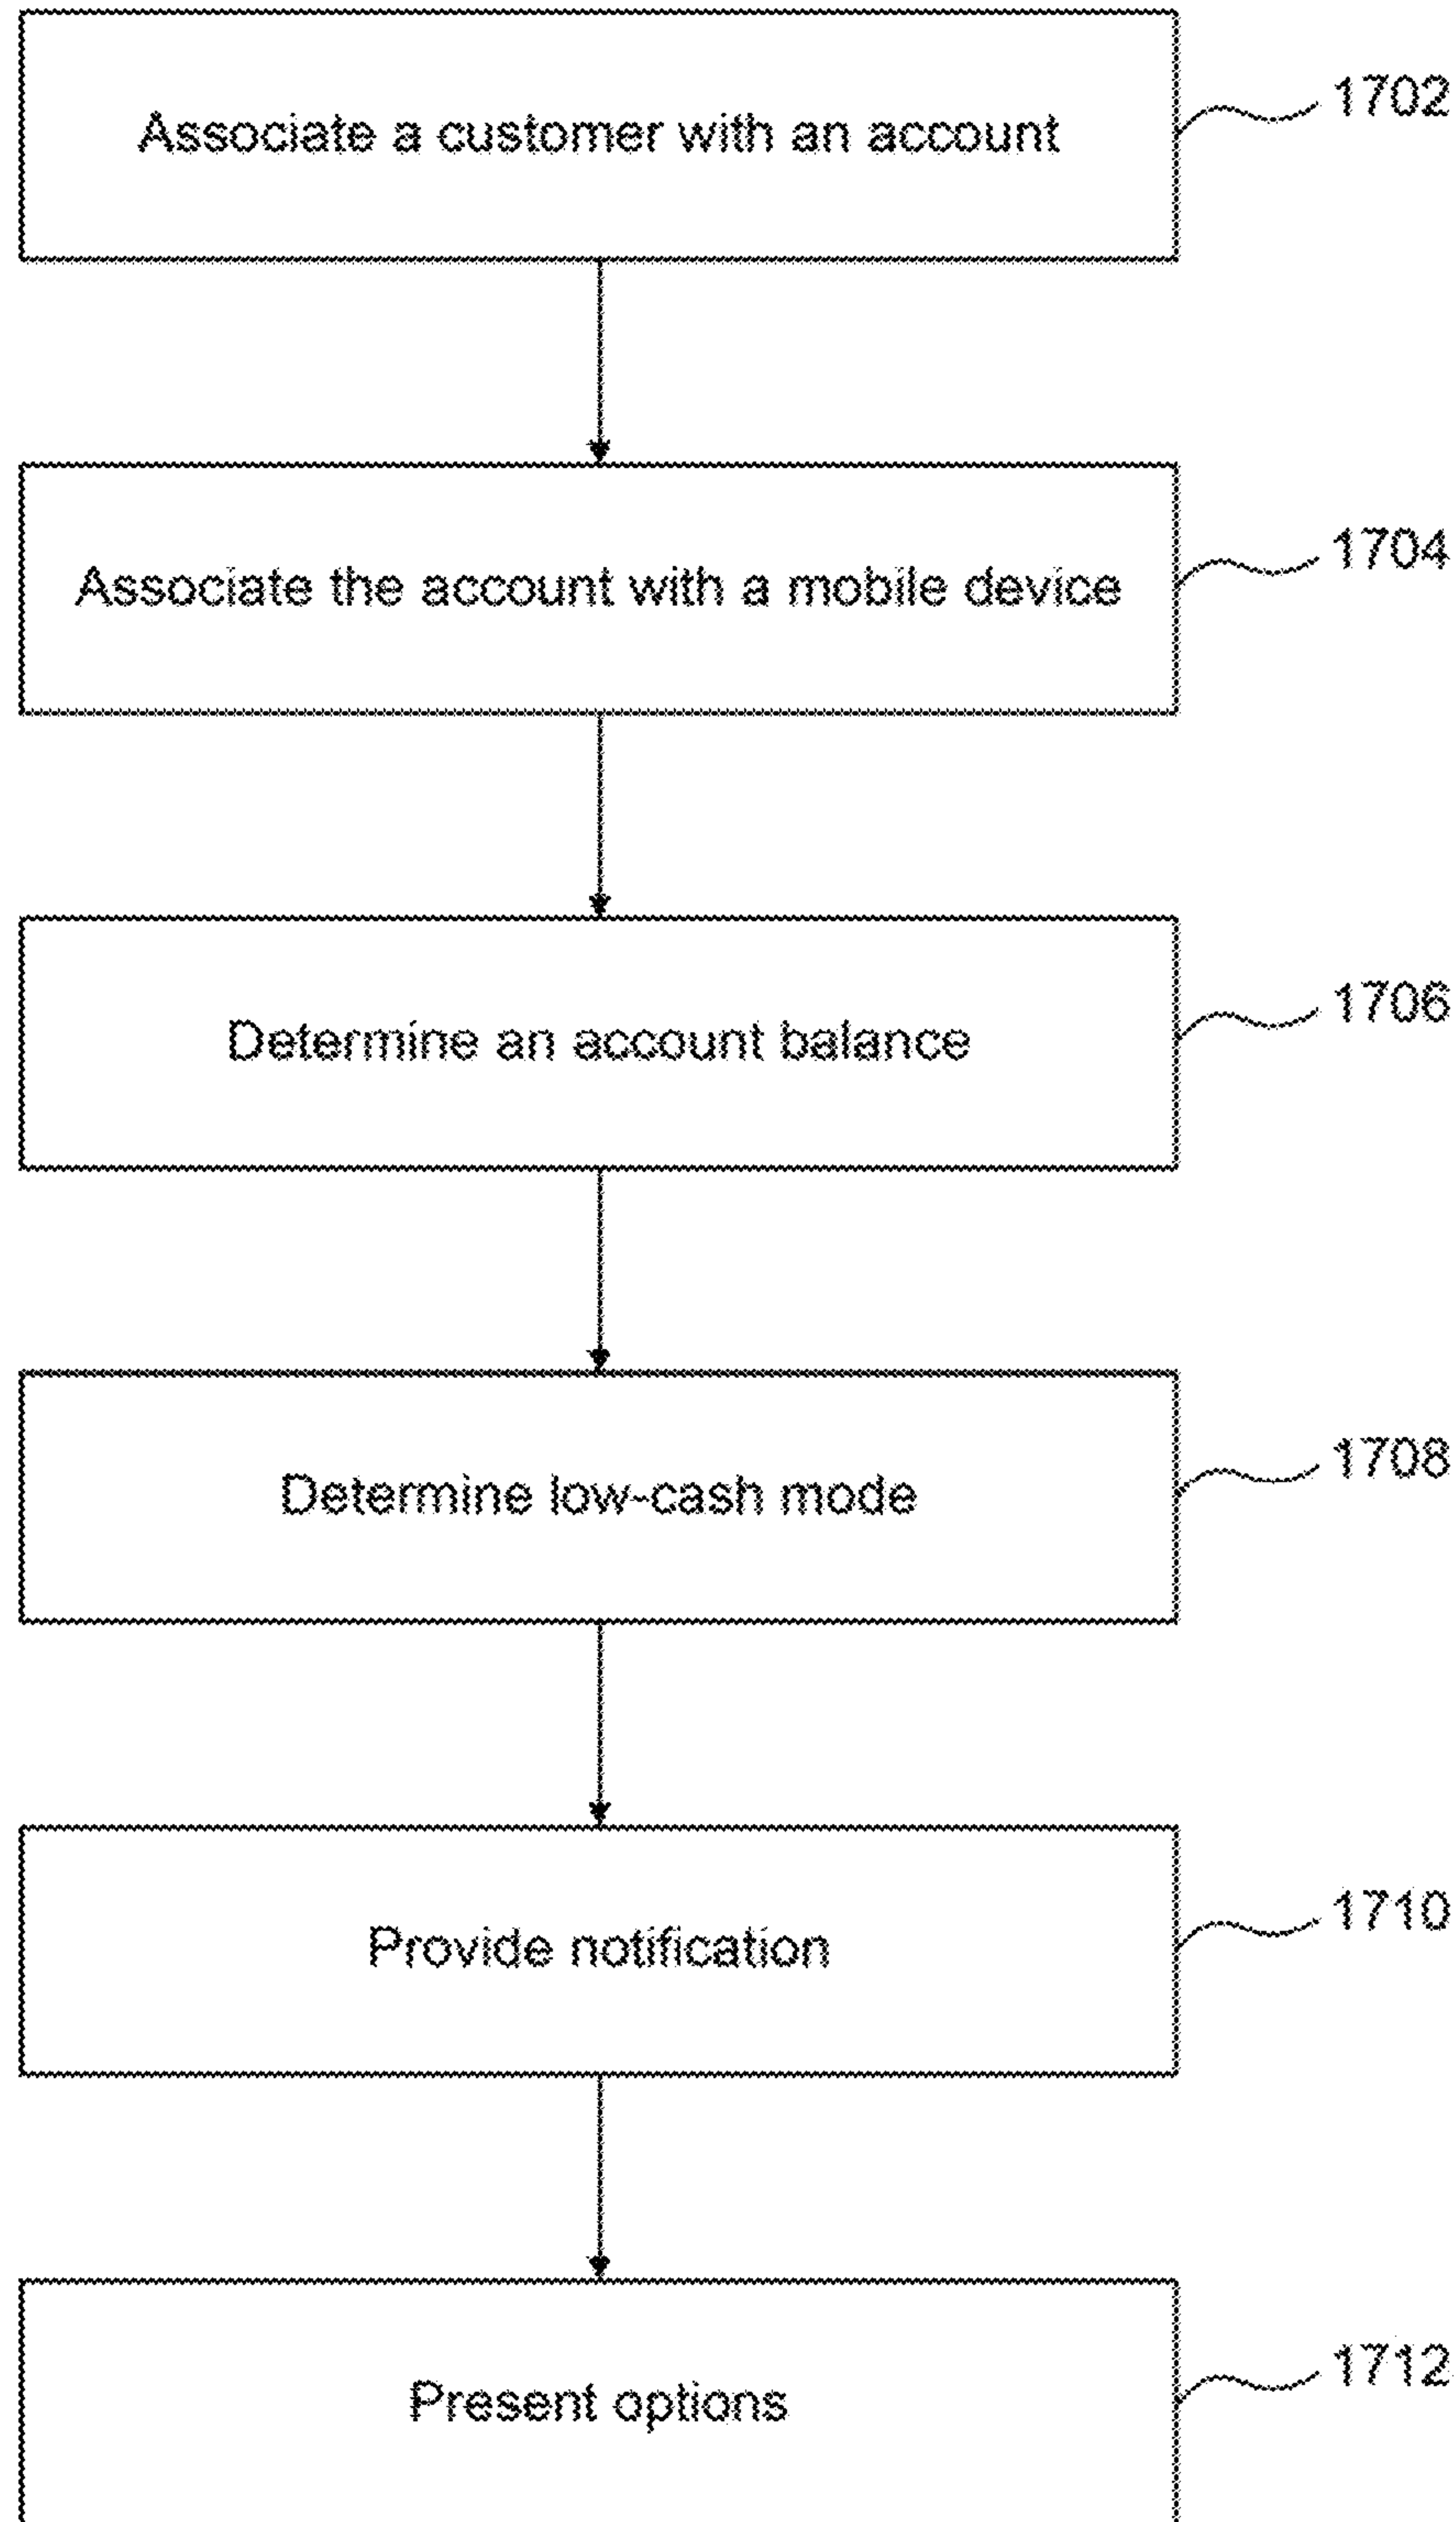 Associate a customer with an account
1702
Associate the account with a mobile device
1704
Determine an account balance
1706
Determine low-cash mode
1708
Provide notification
1710
Present options
1712